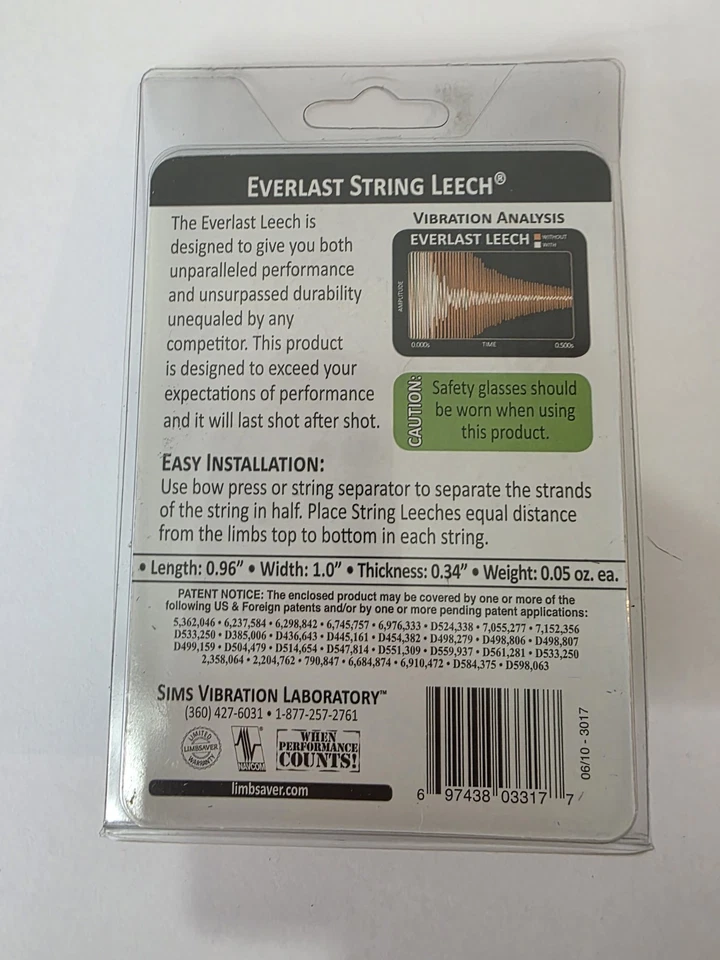 EVERLAST STRING LEECH®
The Everlast Leech is
designed to give you both
unparalleled performance
and unsurpassed durability
unequaled by any
competitor. This product
is designed to exceed your
expectations of performance
and it will last shot after shot.
VIBRATION ANALYSIS
EVERLAST LEECH
WITHOUT
WITH
AMPLITUDE
0.000s TIME 0.500s
CAUTION:
Safety glasses should
be worn when using
this product.
EASY INSTALLATION:
Use bow press or string separator to separate the strands
of the string in half. Place String Leeches equal distance
from the limbs top to bottom in each string.
• Length: 0.96” • Width: 1.0” • Thickness: 0.34” • Weight: 0.05 oz. ea.
PATENT NOTICE: The enclosed product may be covered by one or more of the
following US & Foreign patents and/or by one or more pending patent applications:
5,362,046 • 6,237,584 • 6,298,842 • 6,745,757 • 6,976,333 • D524,338 • 7,055,277 • 7,152,356
D533,250 • D385,006 • D436,643 • D445,161 • D454,382 • D498,279 • D498,806 • D498,807
D499,159 • D504,479 • D514,654 • D547,814 • D551,309 • D559,937 • D561,281 • D533,250
2,358,064 • 2,204,762 • 790,847 • 6,684,874 • 6,910,472 • D584,375 • D598,063
SIMS VIBRATION LABORATORY™
(360) 427-6031 • 1-877-257-2761
LIMITED
LIMBSAVER
WARRANTY
NAVCOM
®
WHEN
PERFORMANCE
COUNTS!
limbsaver.com
6 97438 03317 7
06/10 - 3017